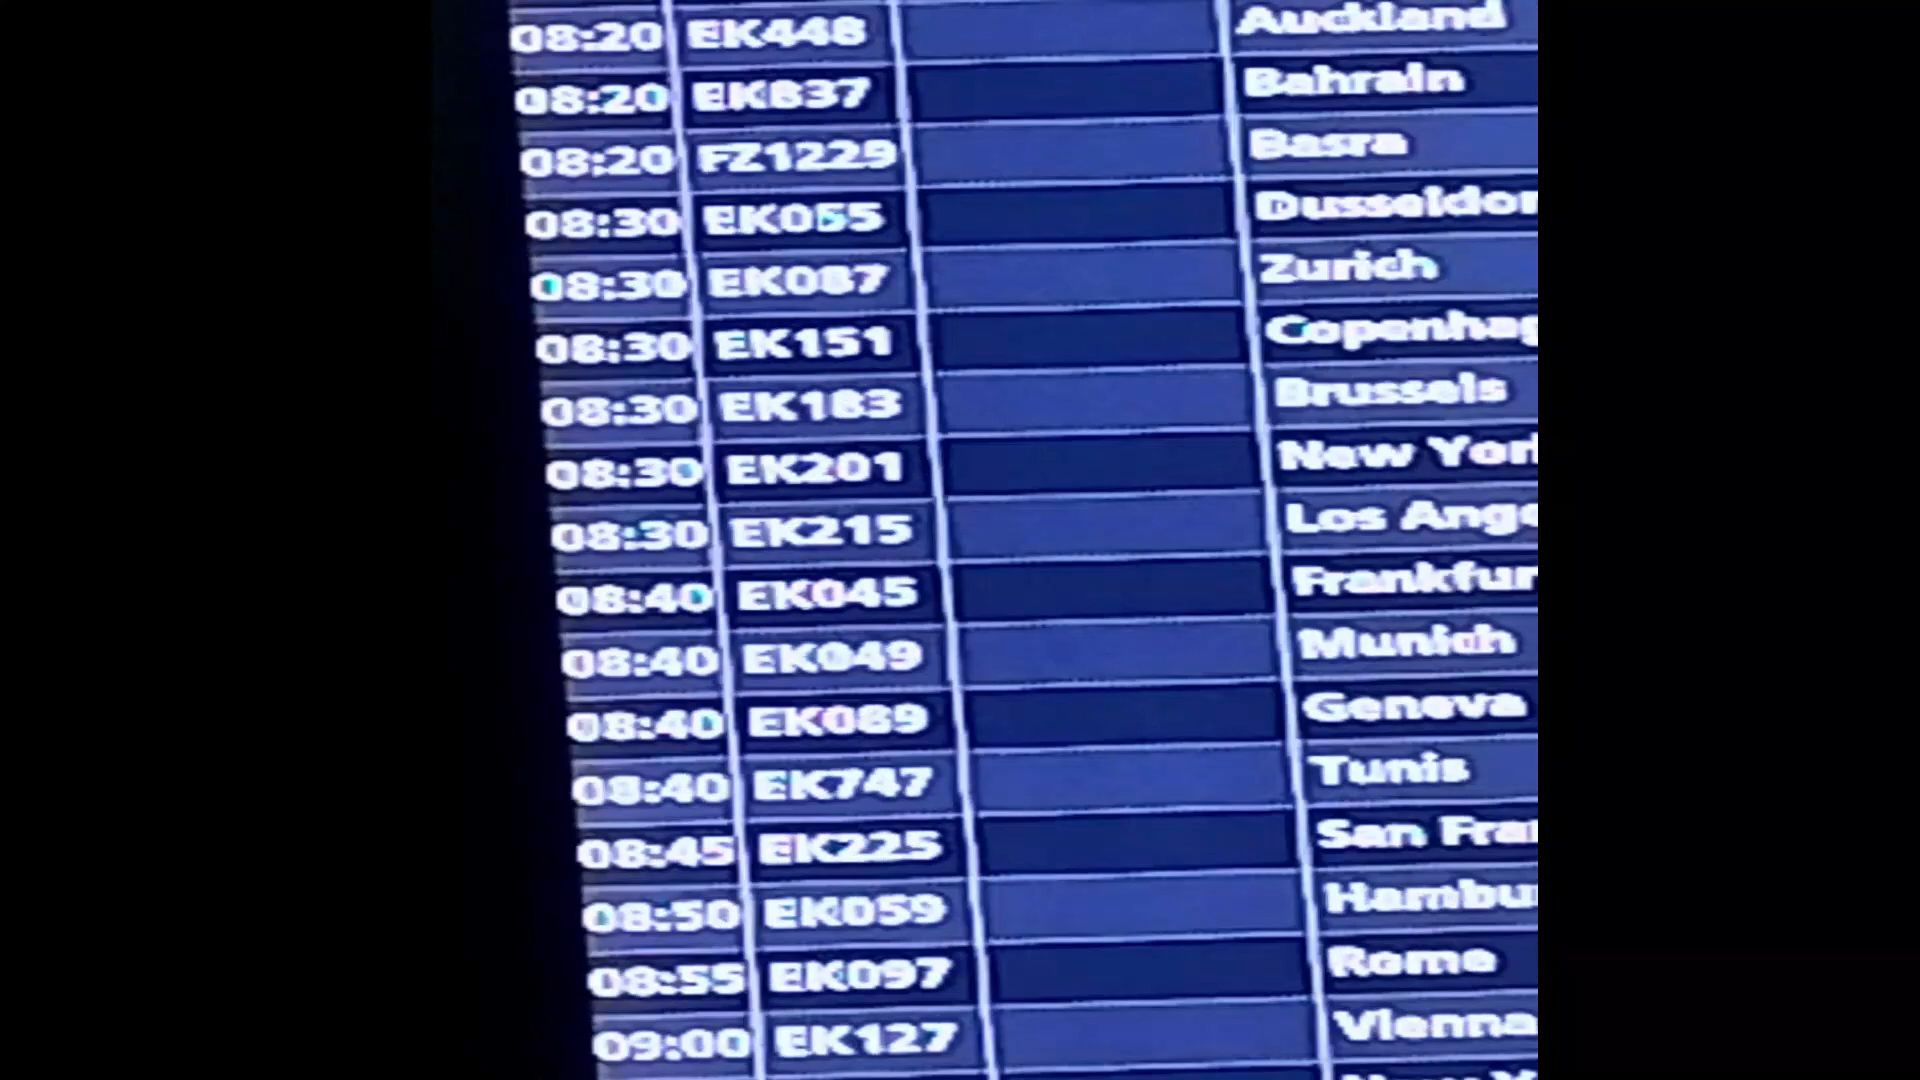 08:20 EK448 Auckland
08:20 EK837 Bahrain
08:20 FZ1229 Basra
08:30 EK055 Dusseldor
08:30 EK087 Zurich
08:30 EK151 Copenhag
08:30 EK183 Brussels
08:30 EK201 New Yor
08:30 EK215 Los Ange
08:40 EK045 Frankfur
08:40 EK049 Munich
08:40 EK089 Geneva
08:40 EK747 Tunis
08:45 EK225 San Fra
08:50 EK059 Hambu
08:55 EK097 Rome
09:00 EK127 Vienna